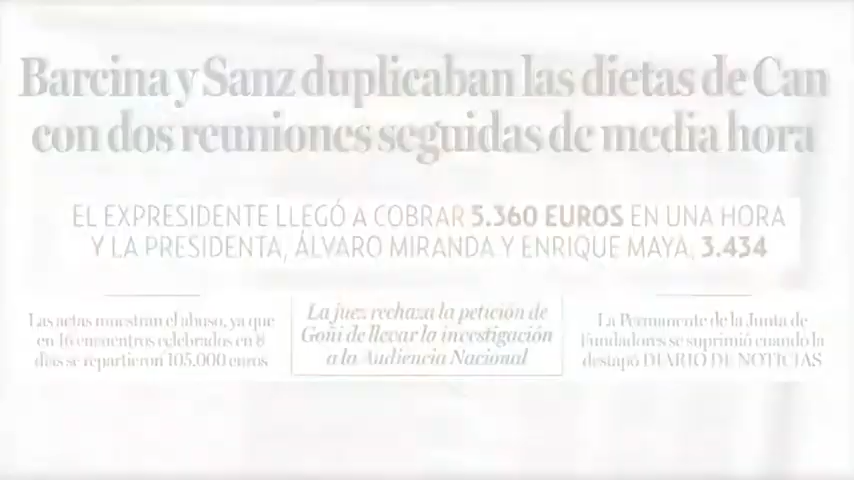 Barcina y Sanz duplicaban las dietas de Can
con dos reuniones seguidas de media hora
EL EXPRESIDENTE LLEGÓ A COBRAR 5.360 EUROS EN UNA HORA
Y LA PRESIDENTA, ÁLVARO MIRANDA Y ENRIQUE MAYA, 3.434
Las actas muestran el abuso, ya que
en 16 encuentros celebrados en 8
días se repartieron 105.000 euros
La juez rechaza la petición de
Goñi de llevar la investigación
a la Audiencia Nacional
La Permanente de la Junta de
Fundadores se suprimió cuando la
destapó DIARIO DE NOTICIAS